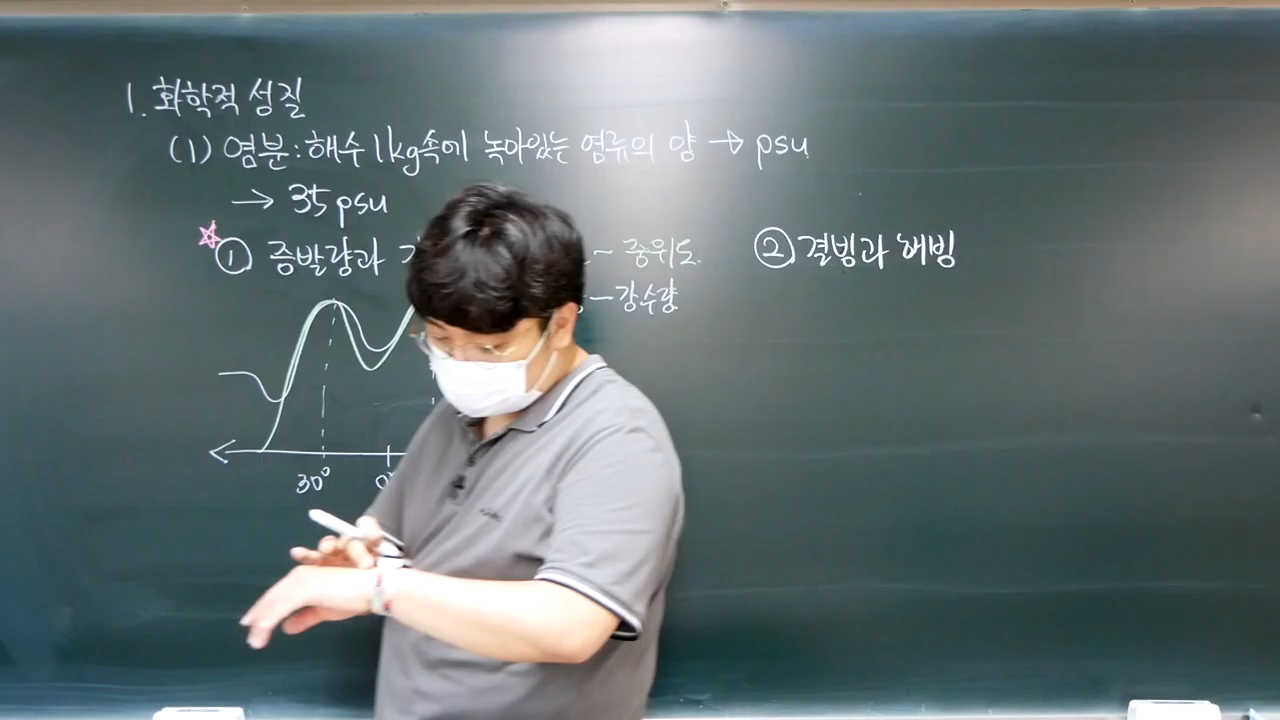 1. 화학적 성질
(1) 염분 : 해수 1kg속에 녹아있는 염류의 양 → psu
→ 35 psu
① 증발량과 ~ 중위도. ② 결빙과 해빙
- 강수량
30° 0